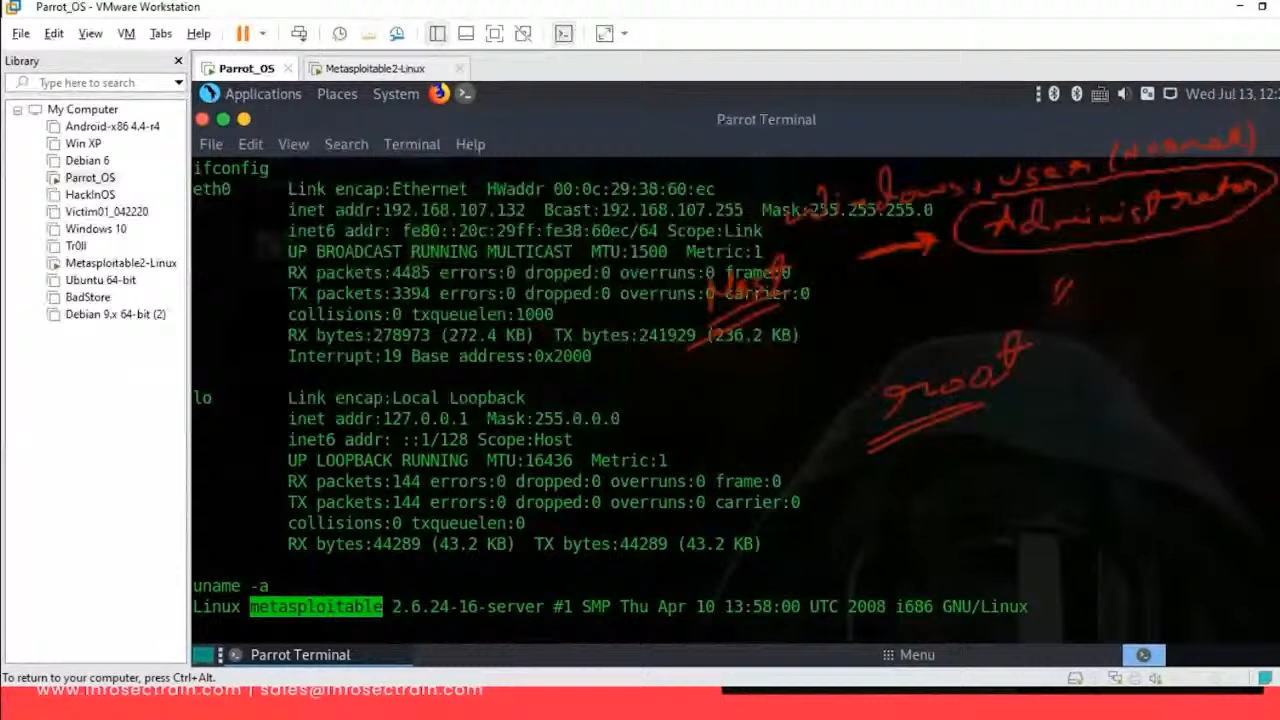 Parrot_OS - VMware Workstation
File Edit View VM Tabs Help
Library
Type here to search
My Computer
Android-x86 4.4-r4
Win XP
Debian 6
Parrot_OS
HackInOS
Victim01_042220
Windows 10
Tr0ll
Metasploitable2-Linux
Ubuntu 64-bit
BadStore
Debian 9.x 64-bit (2)
Parrot_OS Metasploitable2-Linux
Applications Places System Wed Jul 13, 12:
Parrot Terminal
File Edit View Search Terminal Help
ifconfig
eth0 Link encap:Ethernet HWaddr 00:0c:29:38:60:ec
inet addr:192.168.107.132 Bcast:192.168.107.255 Mask:255.255.255.0
inet6 addr: fe80::20c:29ff:fe38:60ec/64 Scope:Link
UP BROADCAST RUNNING MULTICAST MTU:1500 Metric:1
RX packets:4485 errors:0 dropped:0 overruns:0 frame:0
TX packets:3394 errors:0 dropped:0 overruns:0 carrier:0
collisions:0 txqueuelen:1000
RX bytes:278973 (272.4 KB) TX bytes:241929 (236.2 KB)
Interrupt:19 Base address:0x2000
lo Link encap:Local Loopback
inet addr:127.0.0.1 Mask:255.0.0.0
inet6 addr: ::1/128 Scope:Host
UP LOOPBACK RUNNING MTU:16436 Metric:1
RX packets:144 errors:0 dropped:0 overruns:0 frame:0
TX packets:144 errors:0 dropped:0 overruns:0 carrier:0
collisions:0 txqueuelen:0
RX bytes:44289 (43.2 KB) TX bytes:44289 (43.2 KB)
uname -a
Linux metasploitable 2.6.24-16-server #1 SMP Thu Apr 10 13:58:00 UTC 2008 i686 GNU/Linux
windows, user (Normal)
Administrator
root
Parrot Terminal Menu
To return to your computer, press Ctrl+Alt.
www.infosectrain.com | sales@infosectrain.com